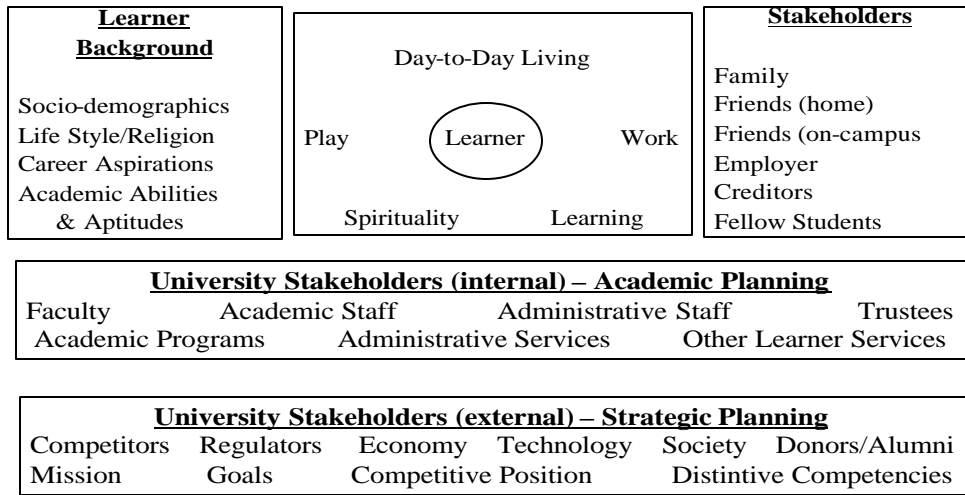 Learner
Background
Socio-demographics
Life Style/Religion
Career Aspirations
Academic Abilities
& Aptitudes
Day-to-Day Living
Play Learner Work
Spirituality Learning
Stakeholders
Family
Friends (home)
Friends (on-campus
Employer
Creditors
Fellow Students
University Stakeholders (internal) – Academic Planning
Faculty Academic Staff Administrative Staff Trustees
Academic Programs Administrative Services Other Learner Services
University Stakeholders (external) – Strategic Planning
Competitors Regulators Economy Technology Society Donors/Alumni
Mission Goals Competitive Position Distintive Competencies